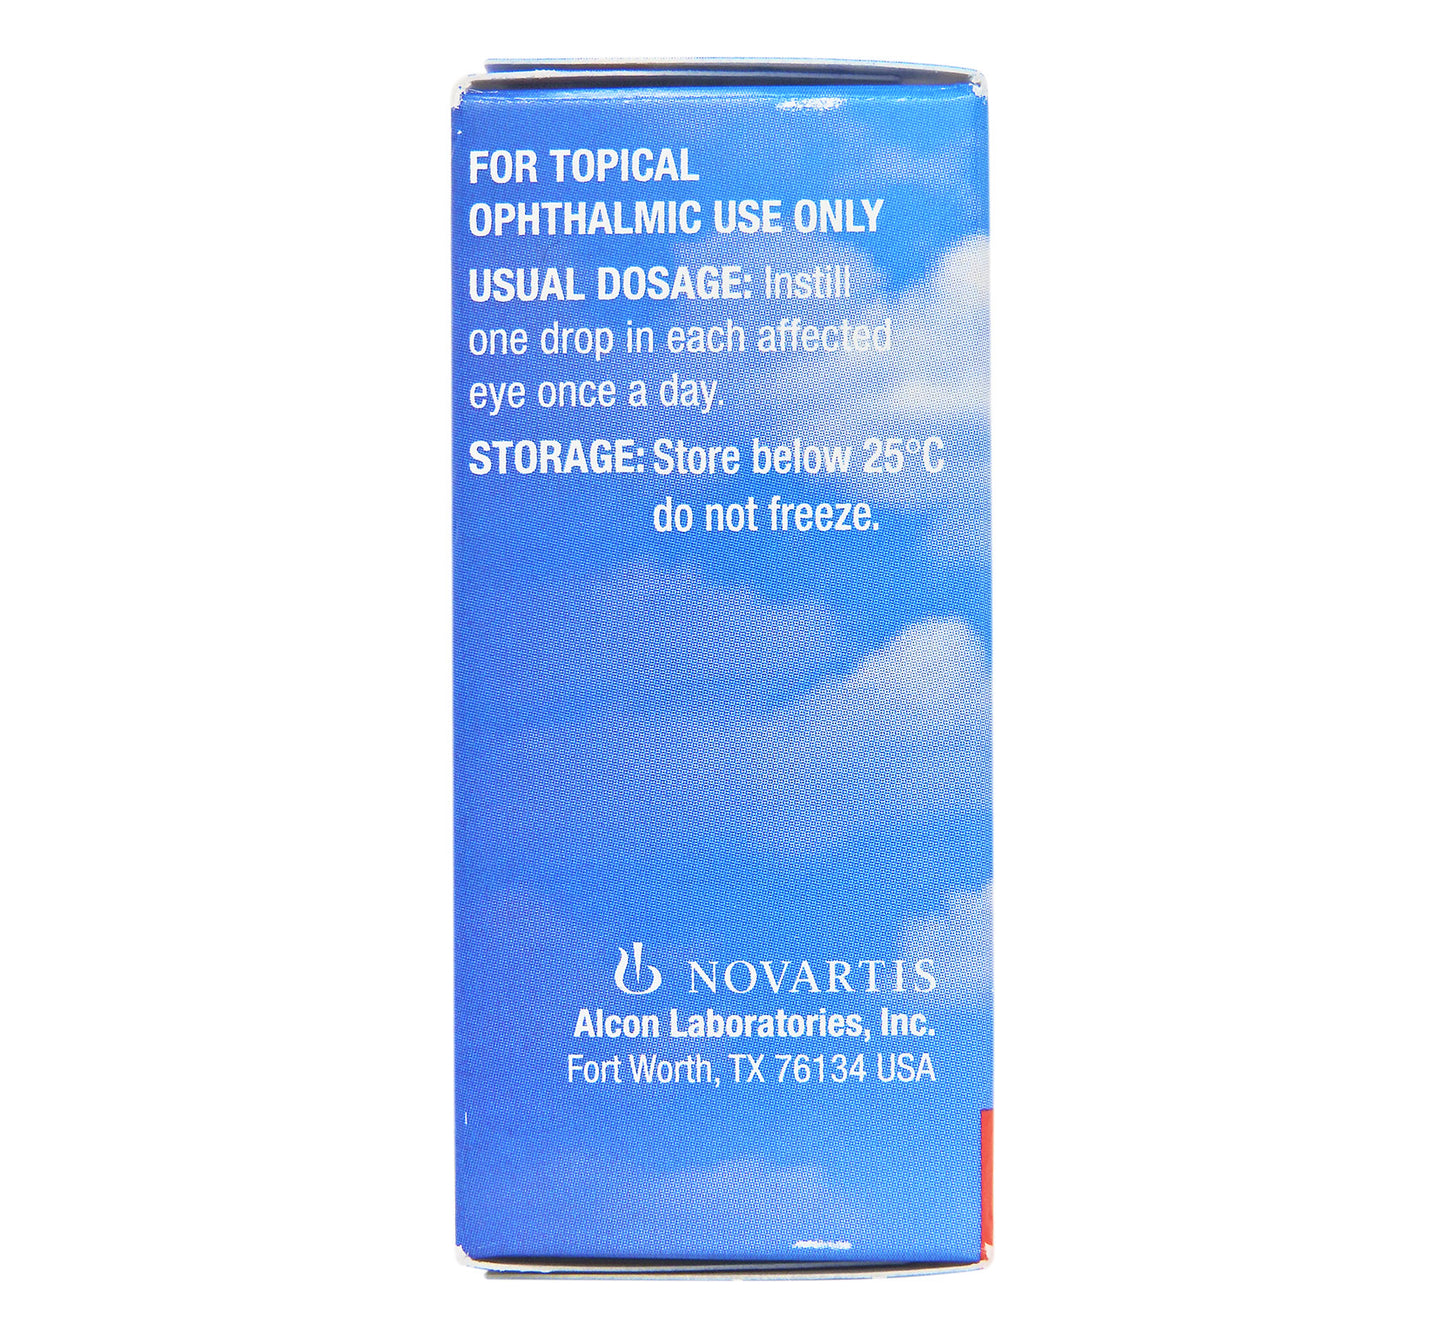 FOR TOPICAL
OPHTHALMIC USE ONLY
USUAL DOSAGE: Instill
one drop in each affected
eye once a day.
STORAGE: Store below 25°C
do not freeze.
NOVARTIS
Alcon Laboratories, Inc.
Fort Worth, TX 76134 USA